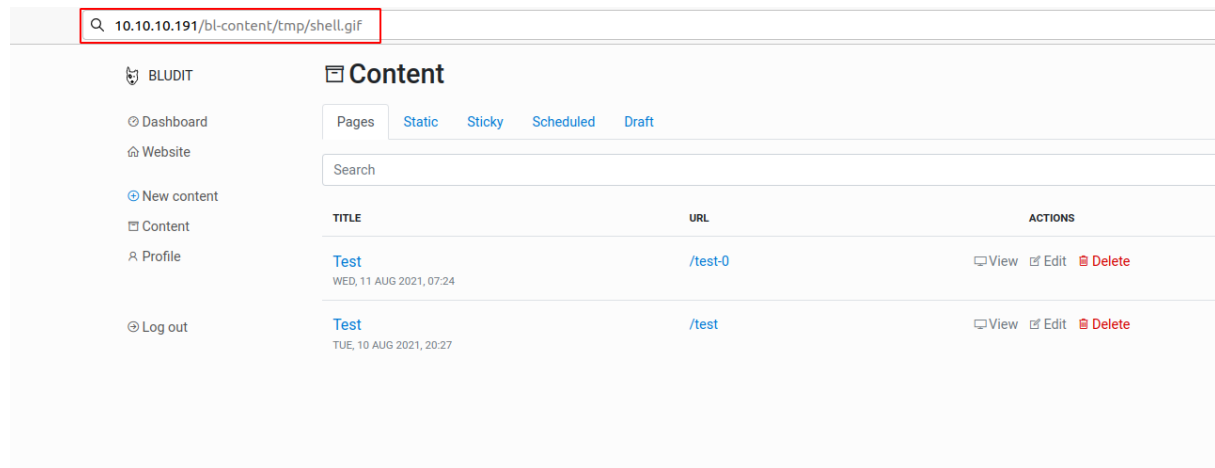 10.10.10.191/bl-content/tmp/shell.gif
BLUDIT
Content
Dashboard
Pages Static Sticky Scheduled Draft
Website
Search
New content
TITLE URL ACTIONS
Content
Profile
Test /test-0 View Edit Delete
WED, 11 AUG 2021, 07:24
Log out
Test /test View Edit Delete
TUE, 10 AUG 2021, 20:27